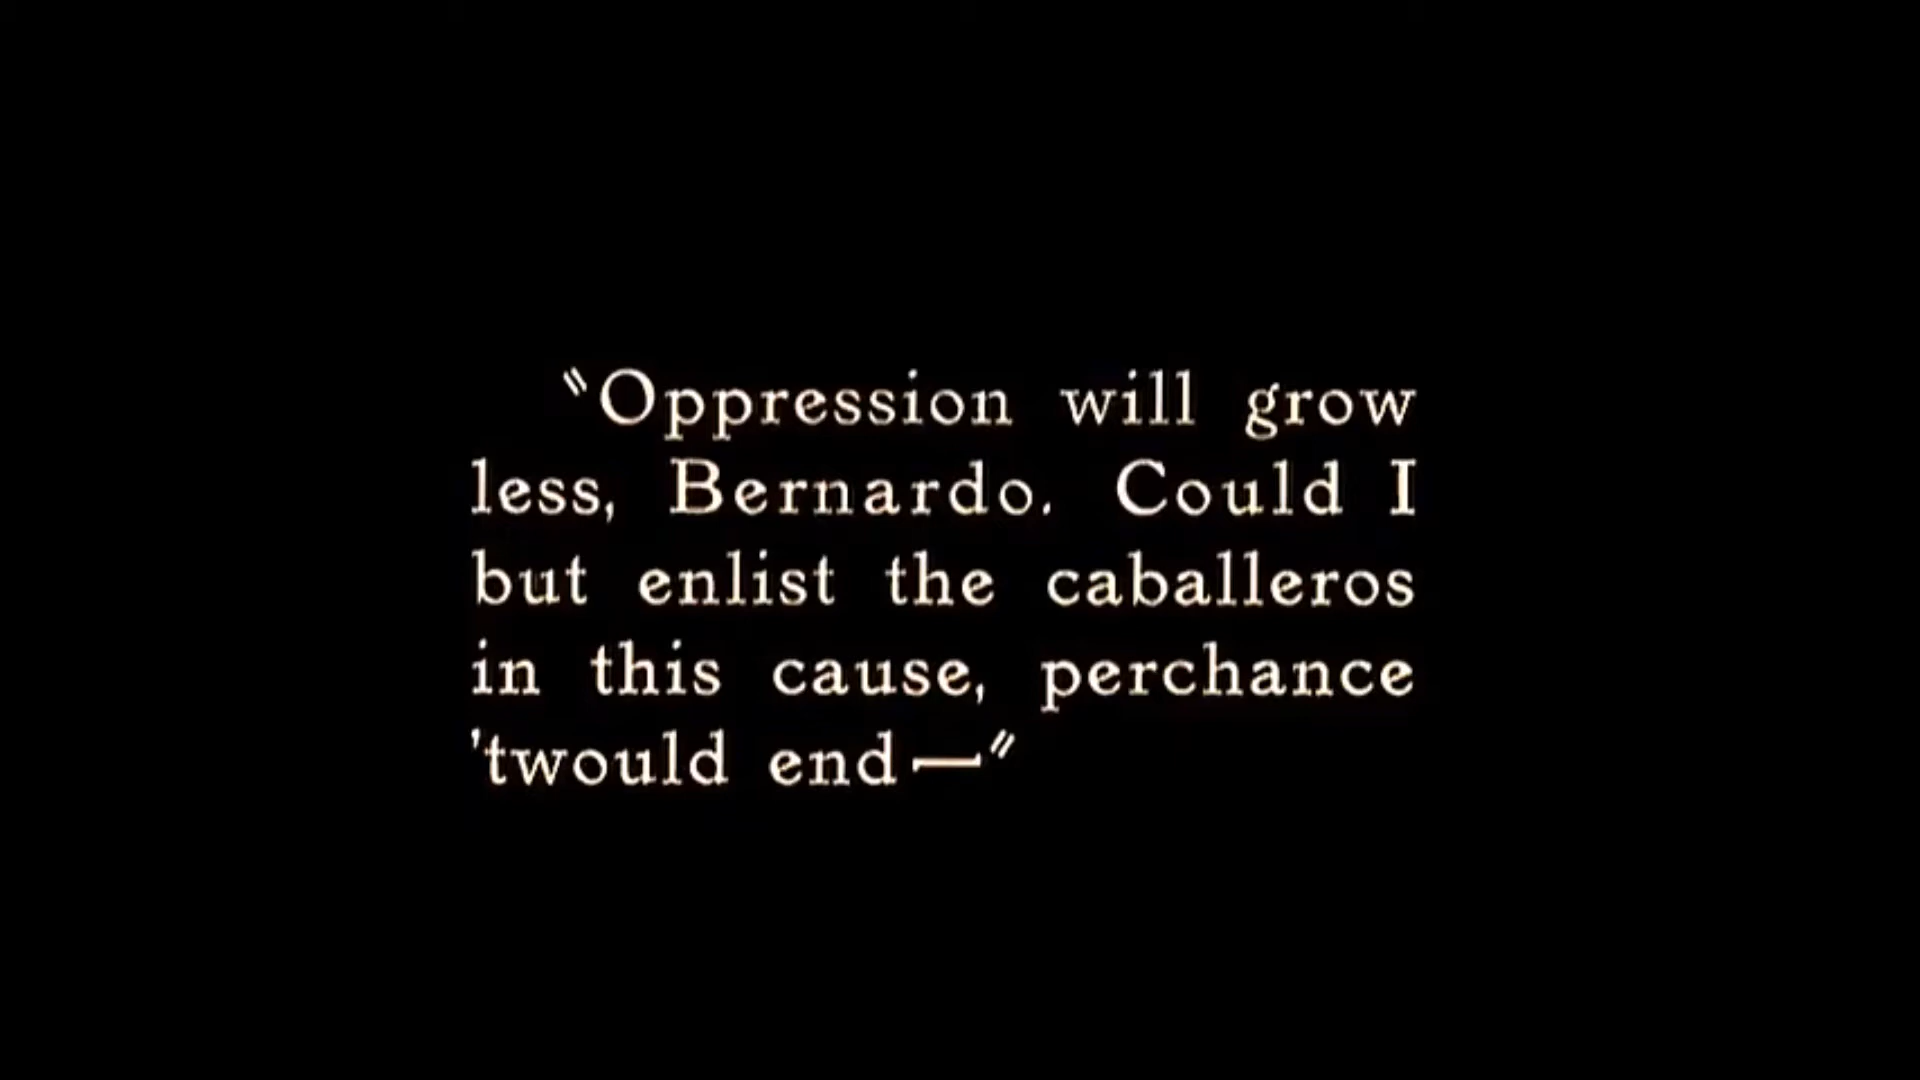 "Oppression will grow
less, Bernardo. Could I
but enlist the caballeros
in this cause, perchance
'twould end—"